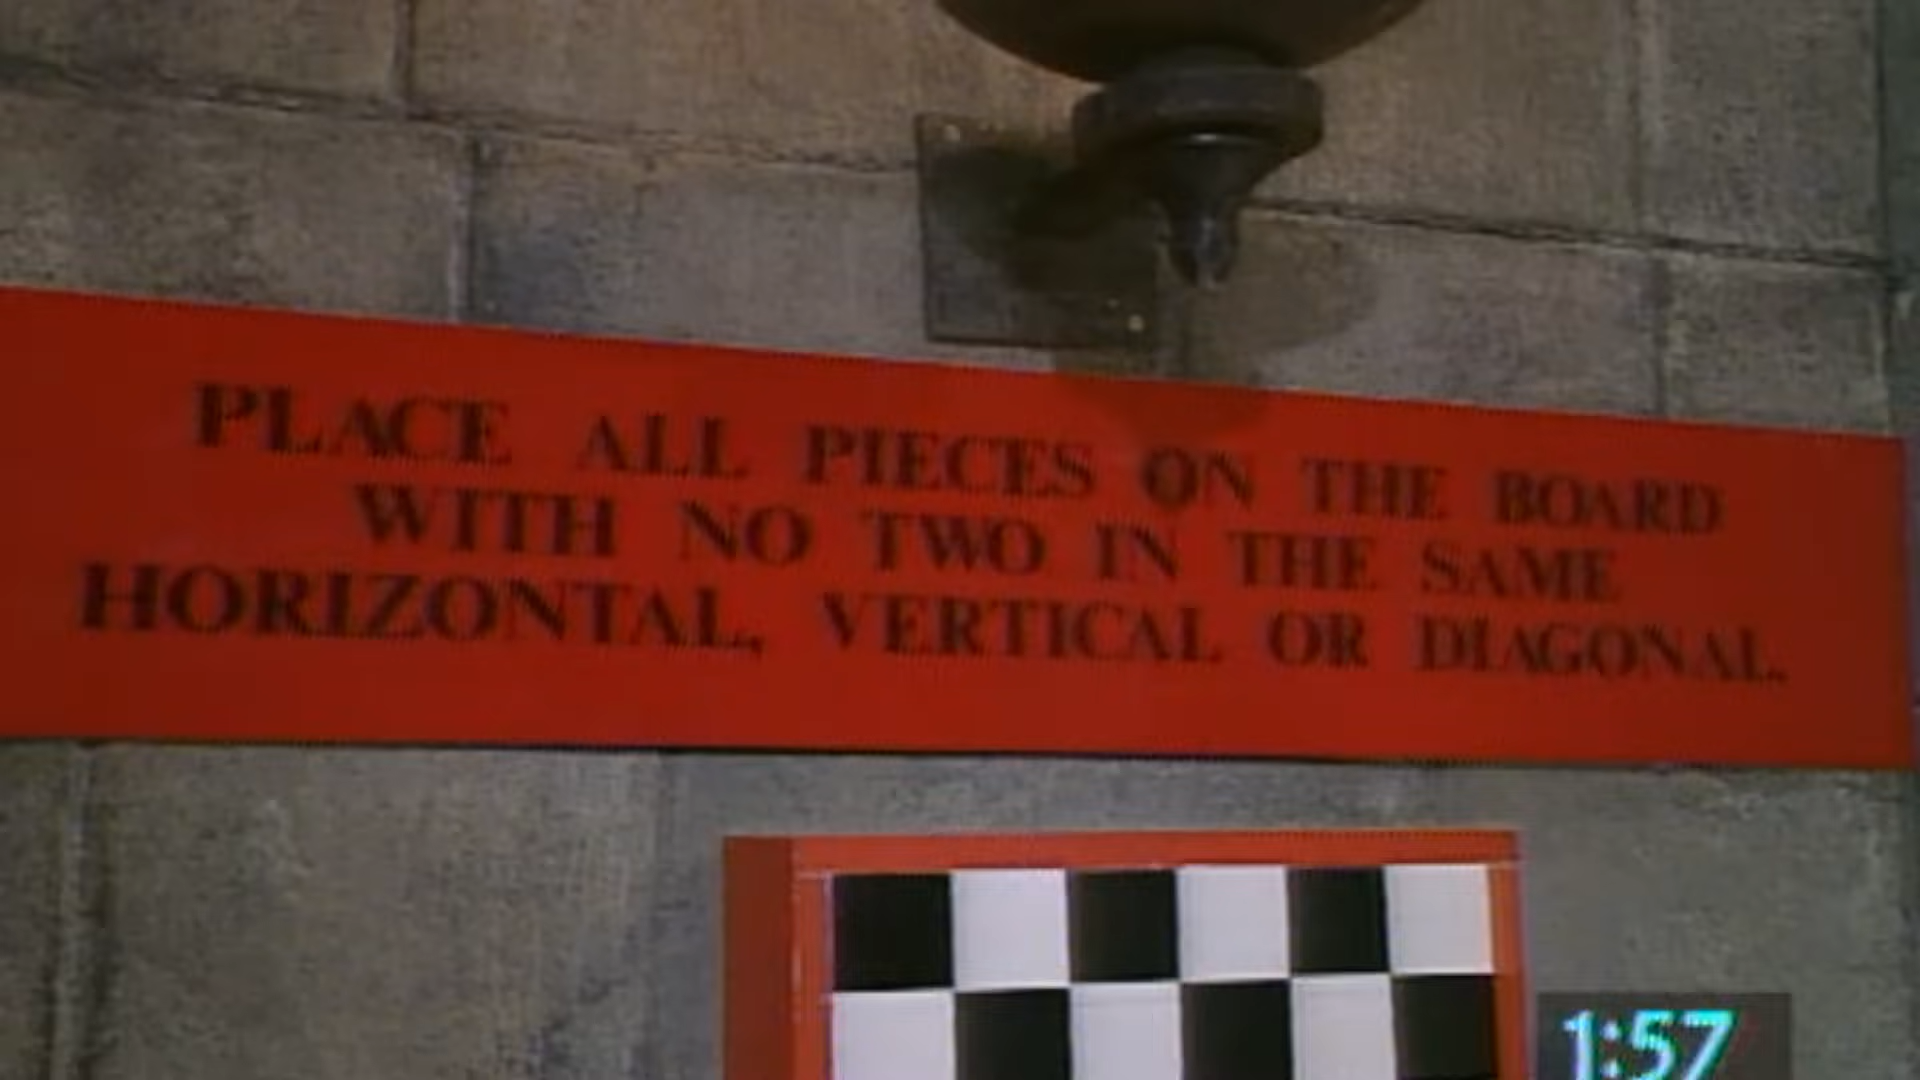 PLACE ALL PIECES ON THE BOARD
WITH NO TWO IN THE SAME
HORIZONTAL, VERTICAL OR DIAGONAL.
1:57